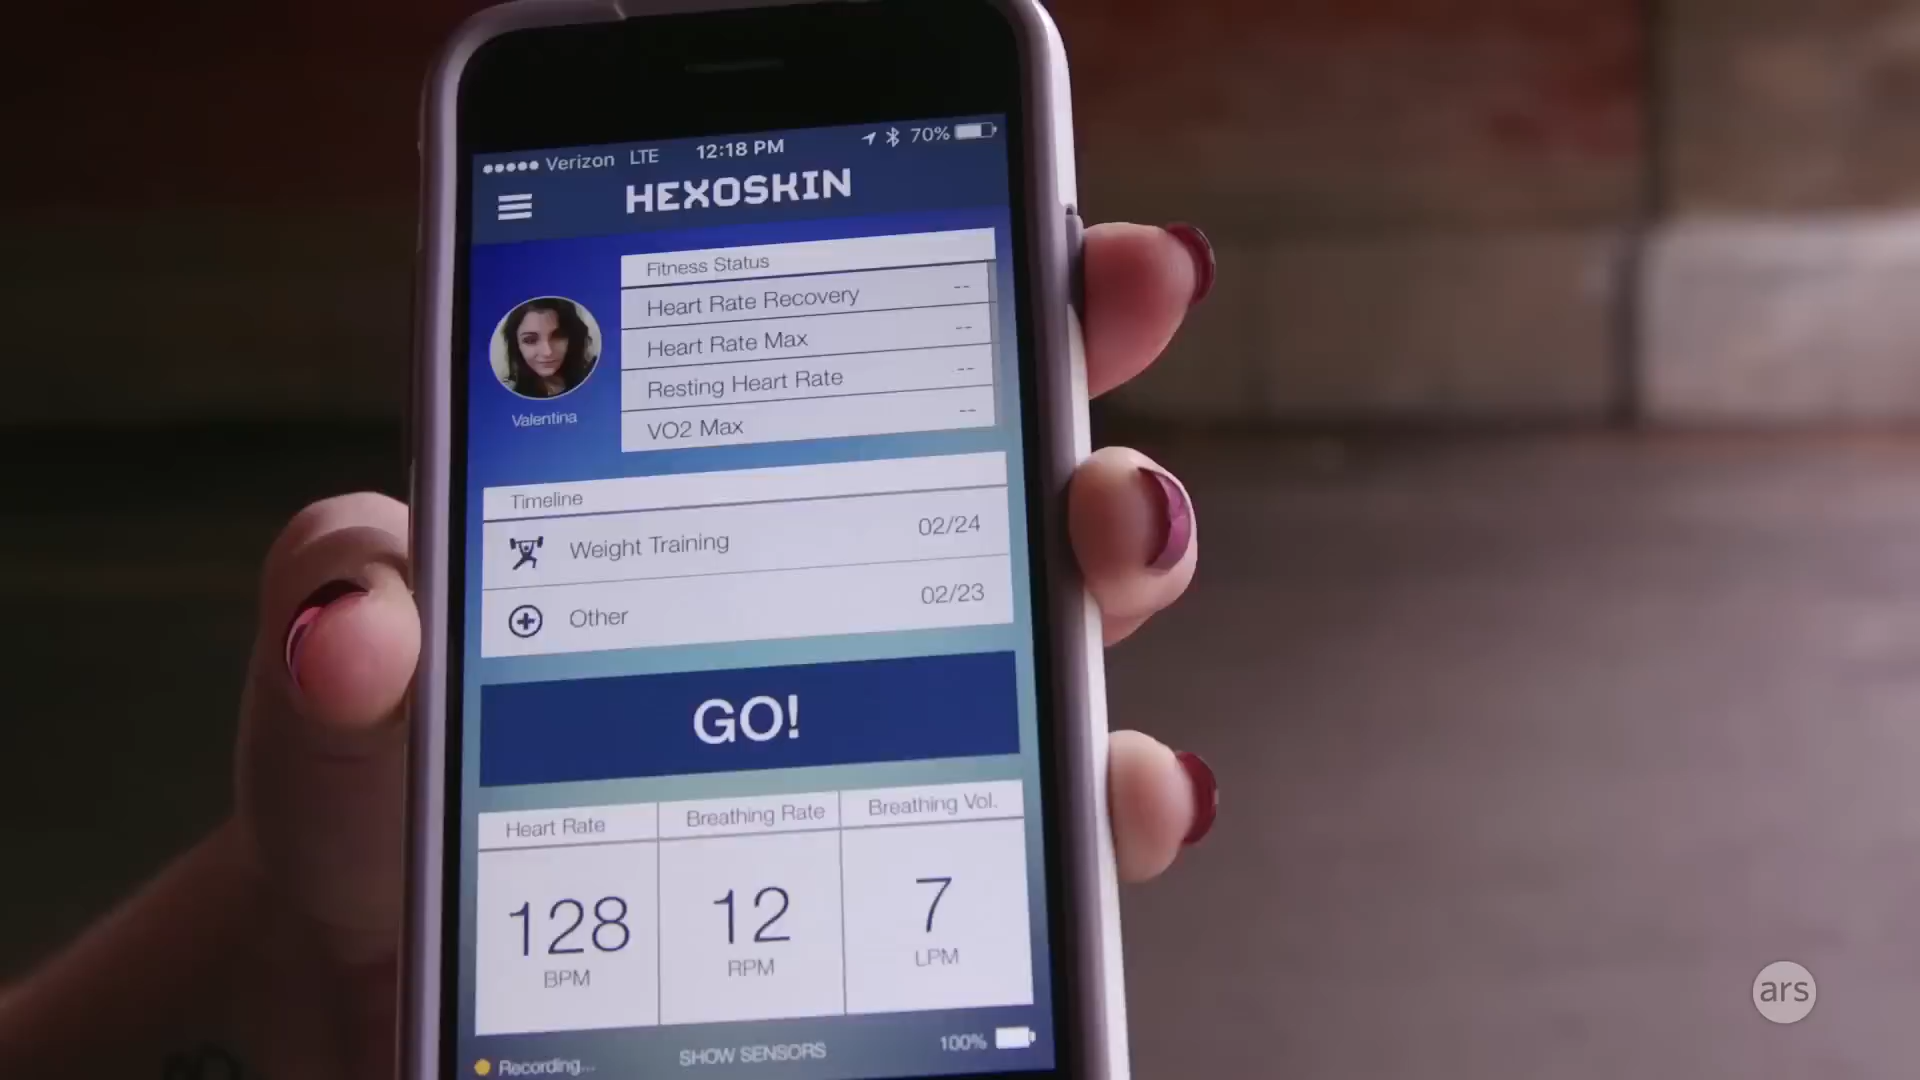 Verizon LTE 12:18 PM 70%
HEXOSKIN
Fitness Status
Heart Rate Recovery --
Heart Rate Max --
Resting Heart Rate --
VO2 Max --
Valentina
Timeline
Weight Training 02/24
Other 02/23
GO!
Heart Rate Breathing Rate Breathing Vol.
128 12 7
BPM RPM LPM
Recording... SHOW SENSORS 100%
ars